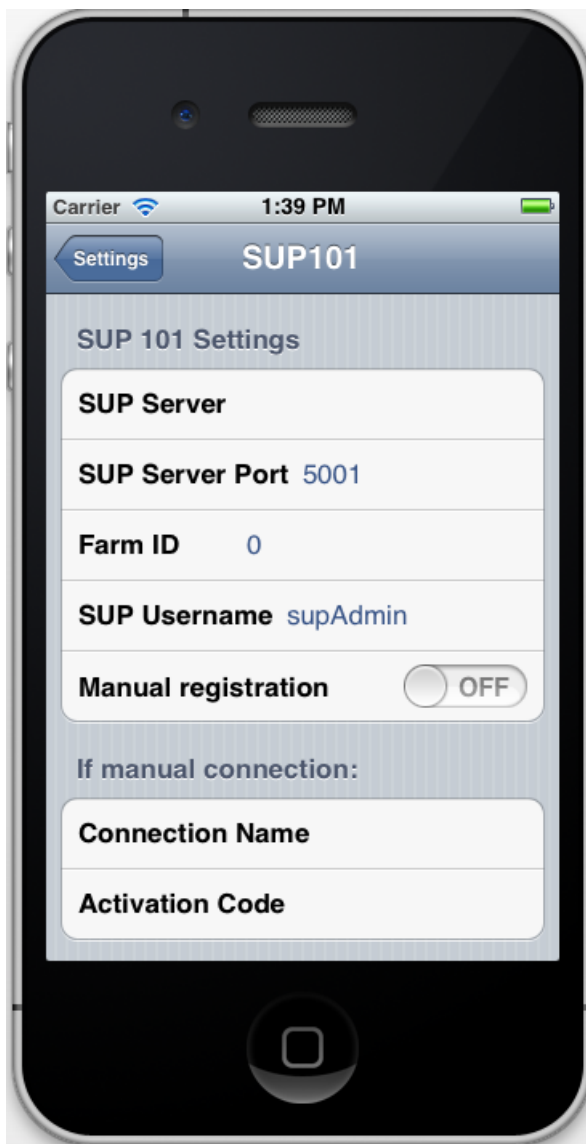 Carrier 1:39 PM
Settings SUP101
SUP 101 Settings
SUP Server
SUP Server Port 5001
Farm ID 0
SUP Username supAdmin
Manual registration OFF
If manual connection:
Connection Name
Activation Code